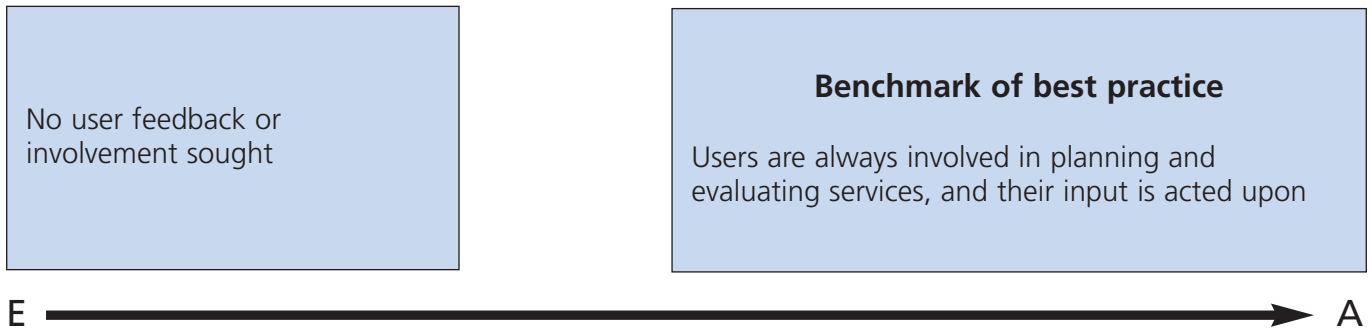 No user feedback or
involvement sought
Benchmark of best practice
Users are always involved in planning and
evaluating services, and their input is acted upon
E
A